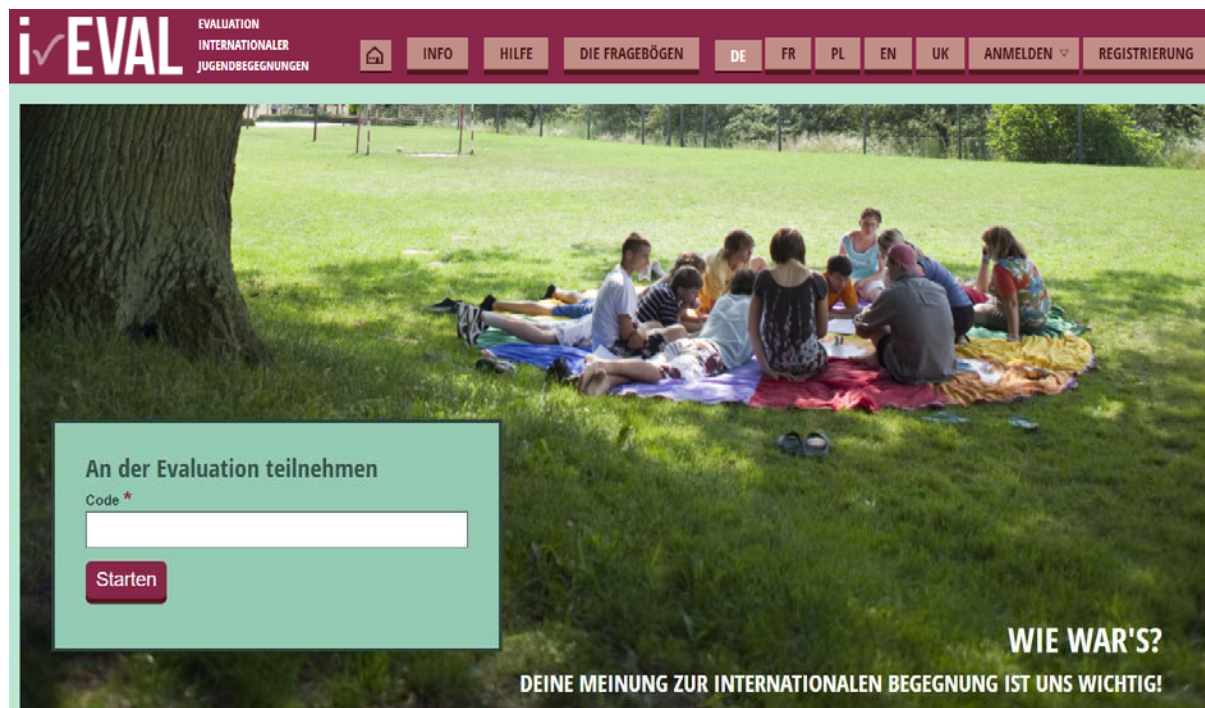 i✓EVAL
EVALUATION
INTERNATIONALER
JUGENDBEGEGNUNGEN
INFO
HILFE
DIE FRAGEBÖGEN
DE
FR
PL
EN
UK
ANMELDEN ▽
REGISTRIERUNG
An der Evaluation teilnehmen
Code *
Starten
WIE WAR'S?
DEINE MEINUNG ZUR INTERNATIONALEN BEGEGNUNG IST UNS WICHTIG!